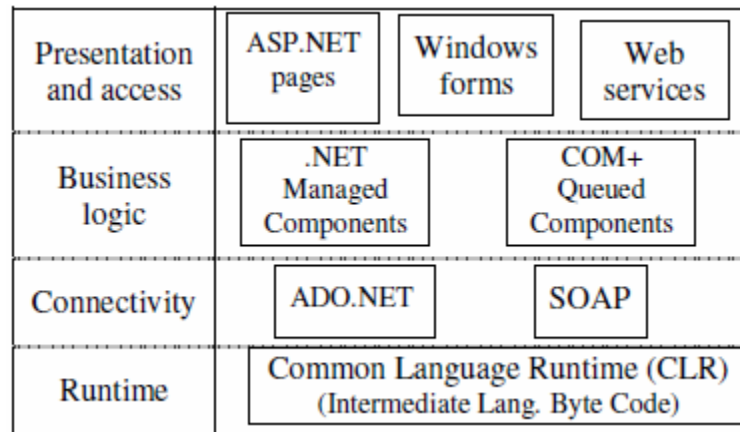 Presentation
and access
ASP.NET
pages
Windows
forms
Web
services
Business
logic
.NET
Managed
Components
COM+
Queued
Components
Connectivity
ADO.NET
SOAP
Runtime
Common Language Runtime (CLR)
(Intermediate Lang. Byte Code)